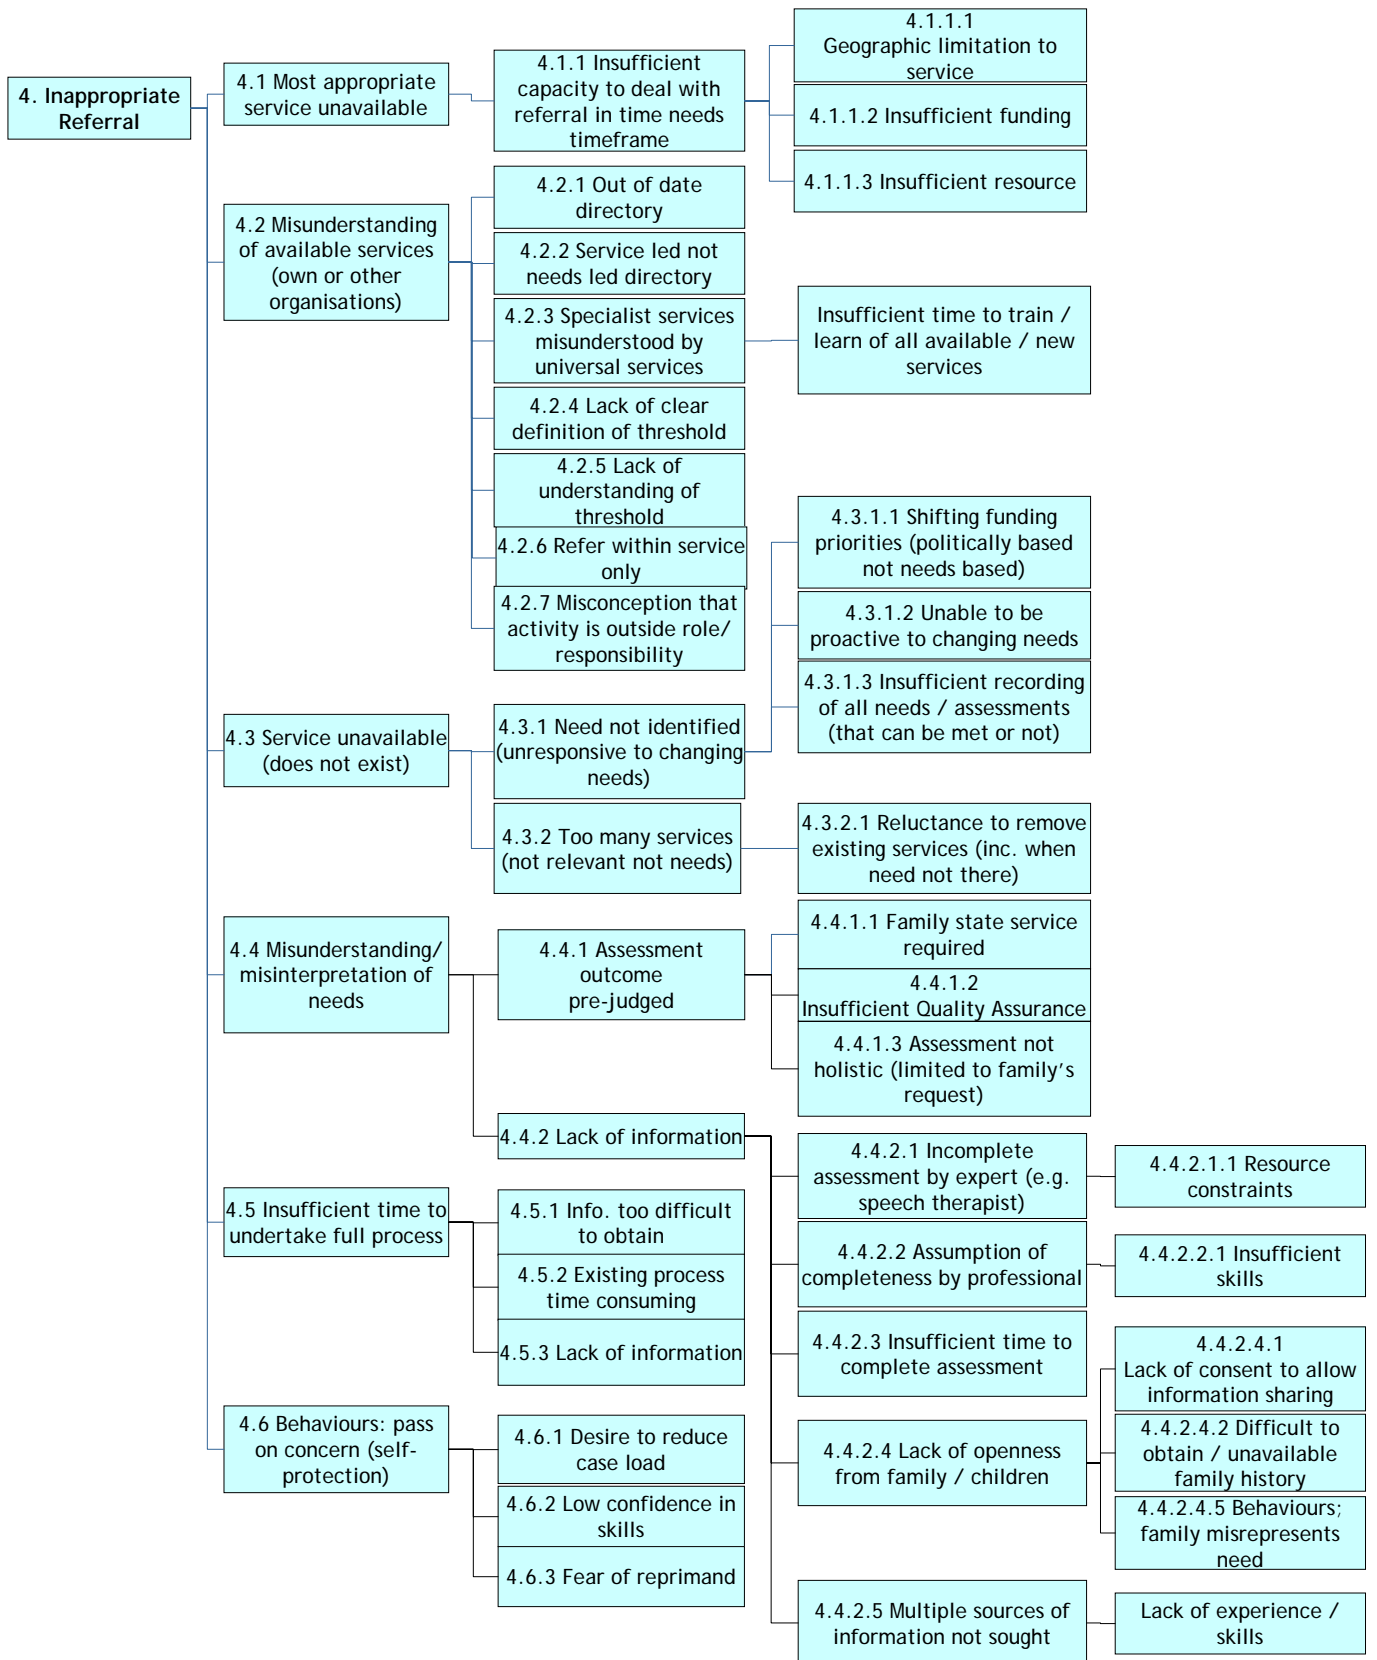 4. Inappropriate
Referral
4.1 Most appropriate
service unavailable
4.1.1 Insufficient
capacity to deal with
referral in time needs
timeframe
4.1.1.1
Geographic limitation to
service
4.1.1.2 Insufficient funding
4.1.1.3 Insufficient resource
4.2 Misunderstanding
of available services
(own or other
organisations)
4.2.1 Out of date
directory
4.2.2 Service led not
needs led directory
4.2.3 Specialist services
misunderstood by
universal services
Insufficient time to train /
learn of all available / new
services
4.2.4 Lack of clear
definition of threshold
4.2.5 Lack of
understanding of
threshold
4.2.6 Refer within service
only
4.2.7 Misconception that
activity is outside role/
responsibility
4.3 Service unavailable
(does not exist)
4.3.1 Need not identified
(unresponsive to changing
needs)
4.3.1.1 Shifting funding
priorities (politically based
not needs based)
4.3.1.2 Unable to be
proactive to changing needs
4.3.1.3 Insufficient recording
of all needs / assessments
(that can be met or not)
4.3.2 Too many services
(not relevant not needs)
4.3.2.1 Reluctance to remove
existing services (inc. when
need not there)
4.4 Misunderstanding/
misinterpretation of
needs
4.4.1 Assessment
outcome
pre-judged
4.4.1.1 Family state service
required
4.4.1.2
Insufficient Quality Assurance
4.4.1.3 Assessment not
holistic (limited to family's
request)
4.4.2 Lack of information
4.4.2.1 Incomplete
assessment by expert (e.g.
speech therapist)
4.4.2.1.1 Resource
constraints
4.4.2.2 Assumption of
completeness by professional
4.4.2.2.1 Insufficient
skills
4.4.2.3 Insufficient time to
complete assessment
4.4.2.4 Lack of openness
from family / children
4.4.2.4.1
Lack of consent to allow
information sharing
4.4.2.4.2 Difficult to
obtain / unavailable
family history
4.4.2.4.5 Behaviours;
family misrepresents
need
4.4.2.5 Multiple sources of
information not sought
Lack of experience /
skills
4.5 Insufficient time to
undertake full process
4.5.1 Info. too difficult
to obtain
4.5.2 Existing process
time consuming
4.5.3 Lack of information
4.6 Behaviours: pass
on concern (self-
protection)
4.6.1 Desire to reduce
case load
4.6.2 Low confidence in
skills
4.6.3 Fear of reprimand